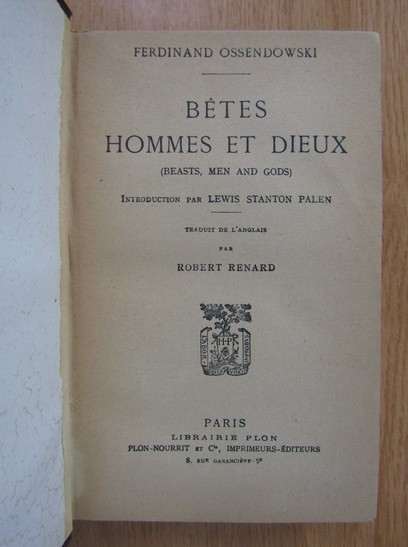 FERDINAND OSSENDOWSKI
BÊTES
HOMMES ET DIEUX
(BEASTS, MEN AND GODS)
INTRODUCTION PAR LEWIS STANTON PALEN
TRADUIT DE L'ANGLAIS
PAR
ROBERT RENARD
H·P
LABOR
PARIS
LIBRAIRIE PLON
PLON-NOURRIT ET Cie, IMPRIMEURS-ÉDITEURS
8, RUE GARANCIÈRE-6e